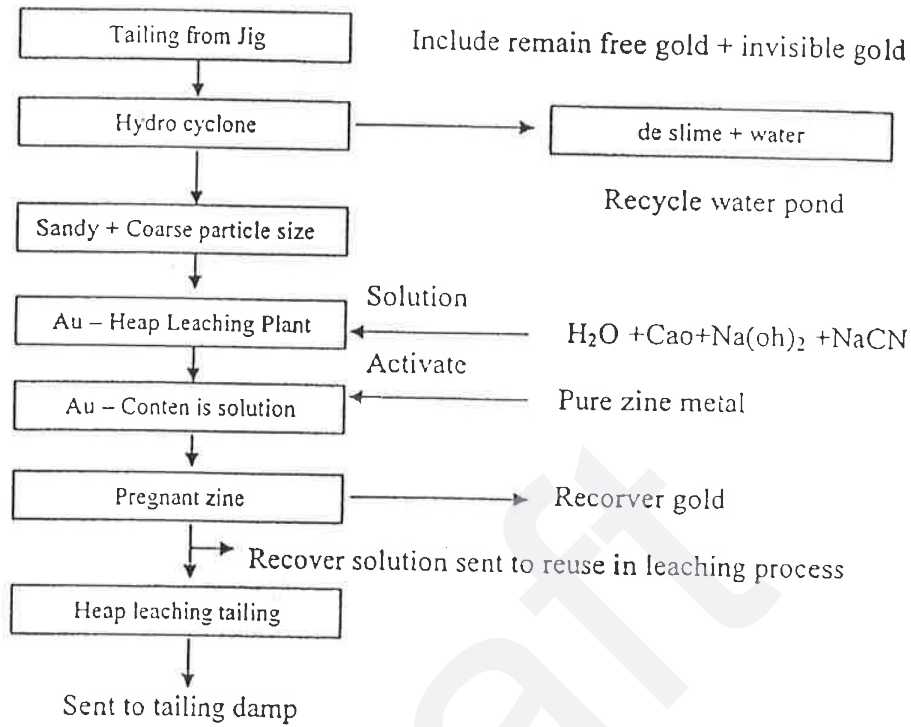 Tailing from Jig
Include remain free gold + invisible gold
Hydro cyclone
de slime + water
Recycle water pond
Sandy + Coarse particle size
Solution
Au – Heap Leaching Plant
H₂O +Cao+Na(oh)₂ +NaCN
Activate
Au – Conten is solution
Pure zine metal
Pregnant zine
Recorver gold
Recover solution sent to reuse in leaching process
Heap leaching tailing
Sent to tailing damp
aft